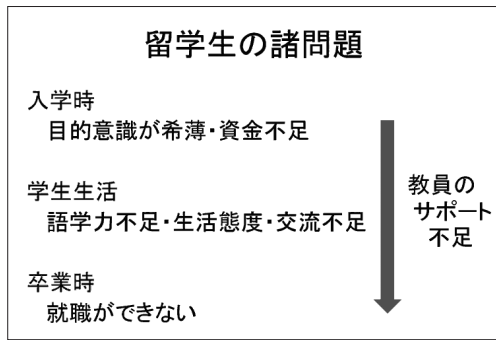 留学生の諸問題
入学時
目的意識が希薄・資金不足
学生生活
語学力不足・生活態度・交流不足
卒業時
就職ができない
教員の
サポート
不足